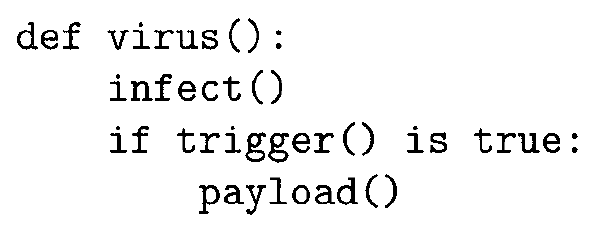 def virus():
    infect()
    if trigger() is true:
        payload()